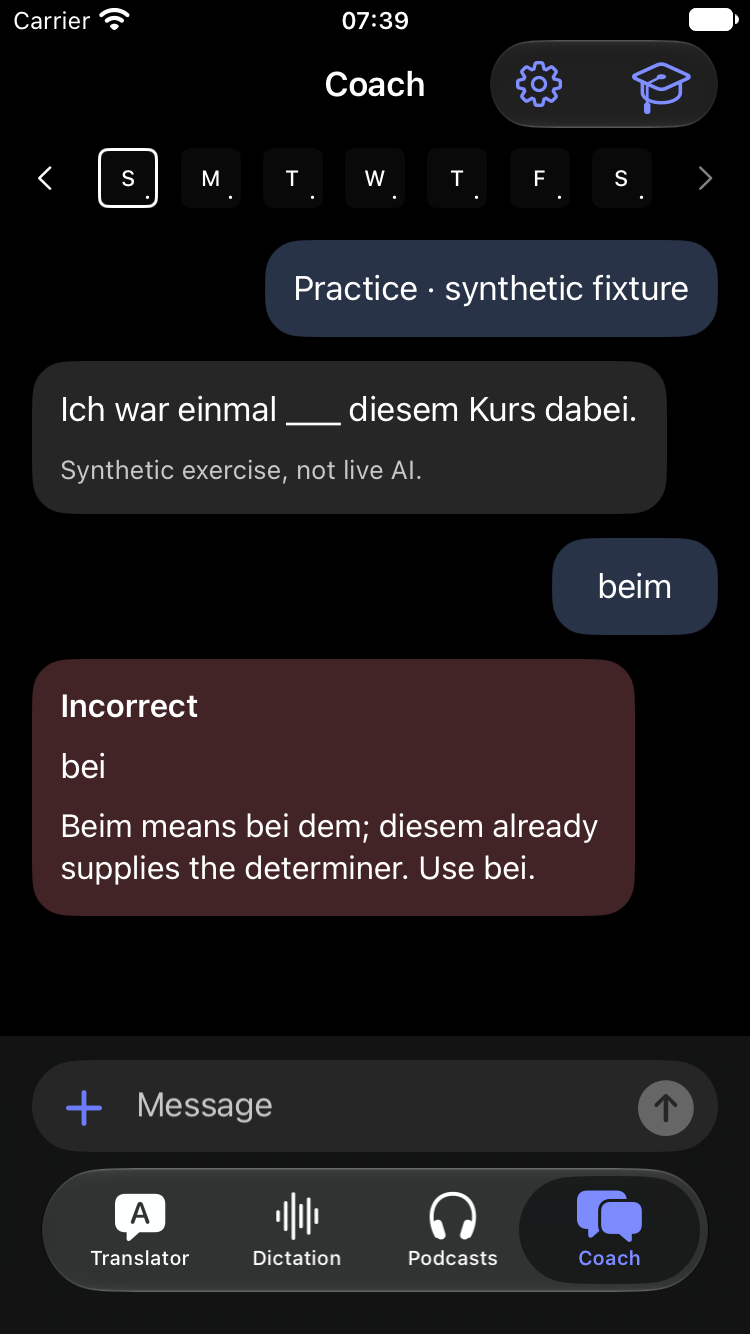 Carrier 07:39
Coach
S M T W T F S
Practice · synthetic fixture
Ich war einmal ___ diesem Kurs dabei.
Synthetic exercise, not live AI.
beim
Incorrect
bei
Beim means bei dem; diesem already
supplies the determiner. Use bei.
Message
A
Translator Dictation Podcasts Coach